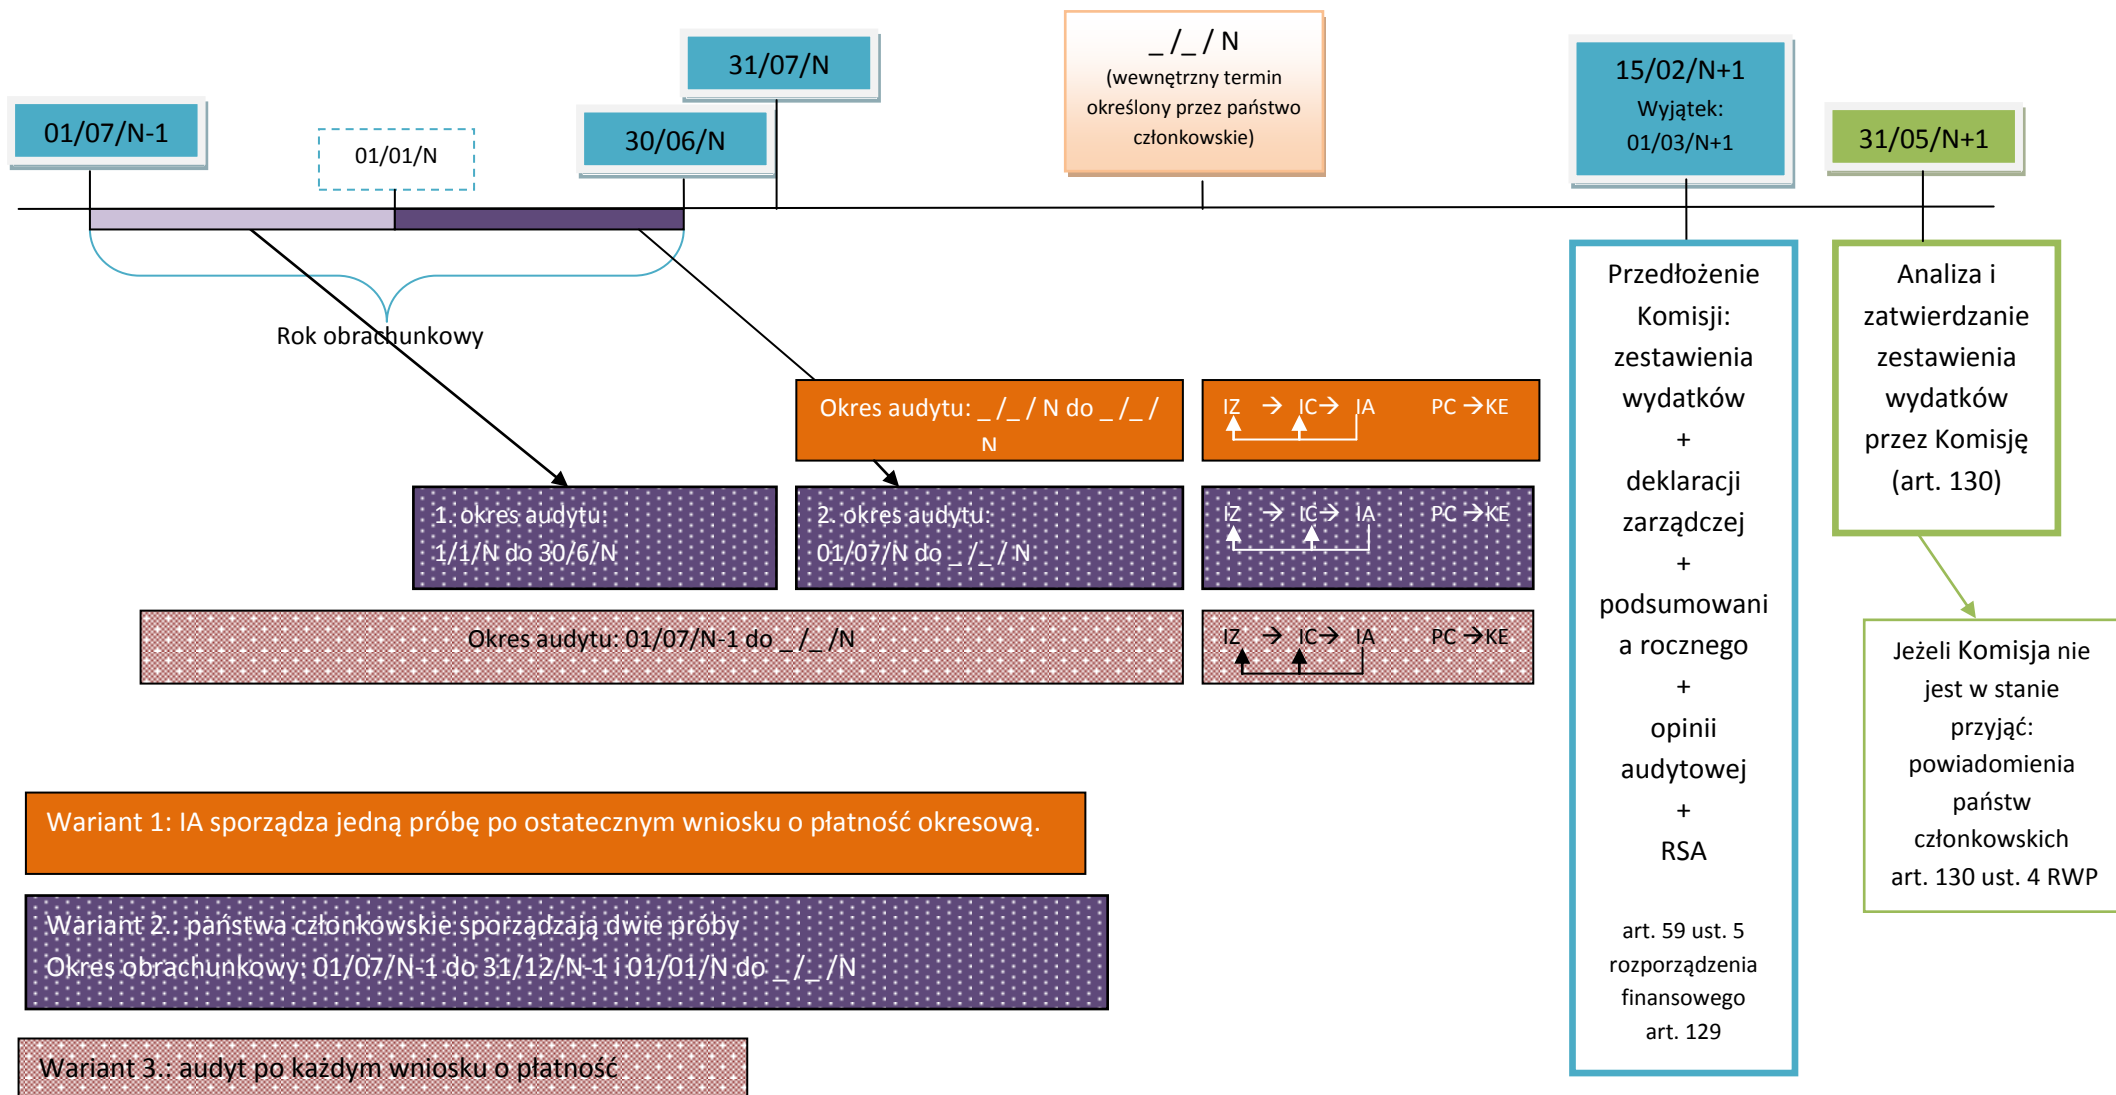 01/07/N-1
01/01/N
30/06/N
31/07/N
_ /_ / N
(wewnętrzny termin
określony przez państwo
członkowskie)
15/02/N+1
Wyjątek:
01/03/N+1
31/05/N+1
Rok obrachunkowy
Okres audytu: _ /_ / N do _ /_ /
N
IZ → IC→ IA PC →KE
1. okres audytu:
1/1/N do 30/6/N
2. okres audytu:
01/07/N do _ /_ / N
IZ → IC→ IA PC →KE
Okres audytu: 01/07/N-1 do _ /_ /N
IZ → IC→ IA PC →KE
Przedłożenie
Komisji:
zestawienia
wydatków
+
deklaracji
zarządczej
+
podsumowani
a rocznego
+
opinii
audytowej
+
RSA
art. 59 ust. 5
rozporządzenia
finansowego
art. 129
Analiza i
zatwierdzanie
zestawienia
wydatków
przez Komisję
(art. 130)
Jeżeli Komisja nie
jest w stanie
przyjąć:
powiadomienia
państw
członkowskich
art. 130 ust. 4 RWP
Wariant 1: IA sporządza jedną próbę po ostatecznym wniosku o płatność okresową.
Wariant 2.: państwa członkowskie sporządzają dwie próby
Okres obrachunkowy: 01/07/N-1 do 31/12/N-1 i 01/01/N do _ /_ /N
Wariant 3.: audyt po każdym wniosku o płatność